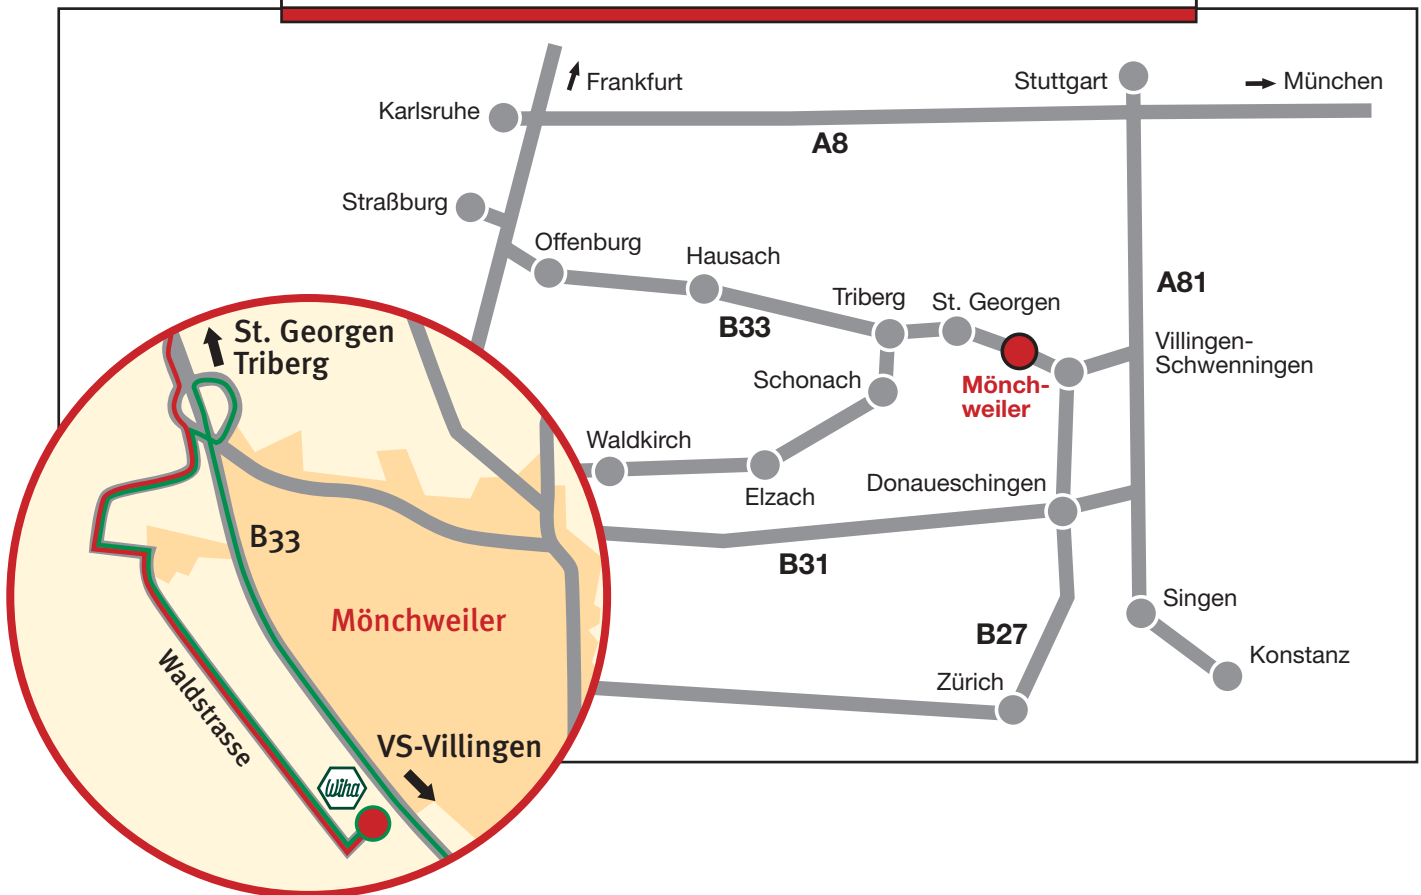 Frankfurt
Stuttgart
München
Karlsruhe
A8
Straßburg
Offenburg
Hausach
A81
Triberg
St. Georgen
B33
Villingen-
Schwenningen
Schonach
Mönch-
weiler
Waldkirch
Elzach
Donaueschingen
B31
Singen
B27
Konstanz
Zürich
St. Georgen
Triberg
B33
Mönchweiler
Waldstrasse
VS-Villingen
Wiha